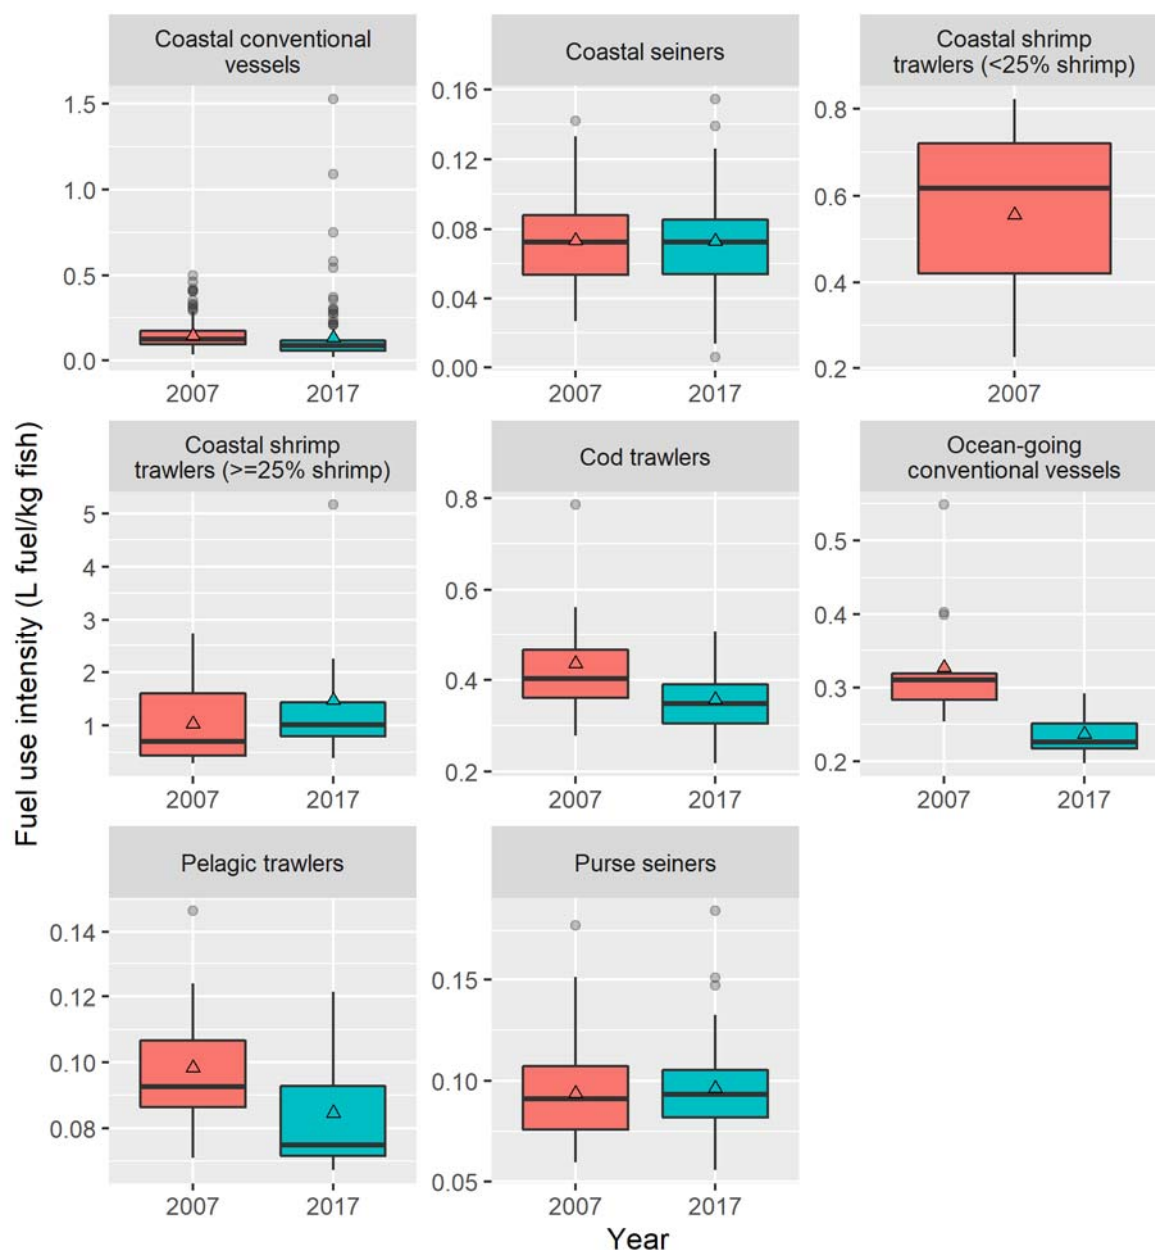 Coastal conventional
vessels
Coastal seiners
Coastal shrimp
trawlers (<25% shrimp)
1.5
1.0
0.5
0.0
2007 2017
0.16
0.12
0.08
0.04
0.00
2007 2017
0.8
0.6
0.4
0.2
2007
Fuel use intensity (L fuel/kg fish)
Coastal shrimp
trawlers (>=25% shrimp)
Cod trawlers
Ocean-going
conventional vessels
5
4
3
2
1
2007 2017
0.8
0.6
0.4
0.2
2007 2017
0.5
0.4
0.3
0.2
2007 2017
Pelagic trawlers
Purse seiners
0.14
0.12
0.10
0.08
2007 2017
0.15
0.10
0.05
2007 2017
Year